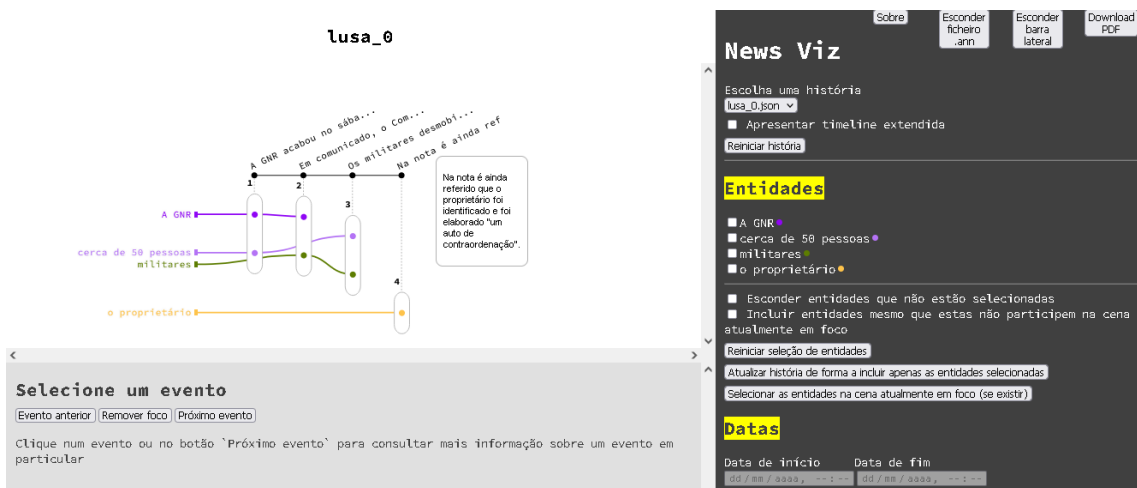 lusa_0
A GNR acabou no sába...
Em comunicado, o Com...
Os militares desmobi...
Na nota é ainda ref
1
2
3
4
A GNR
cerca de 50 pessoas
militares
o proprietário
Na nota é ainda
referido que o
proprietário foi
identificado e foi
elaborado "um
auto de
contraordenação".
Selecione um evento
Evento anterior Remover foco Próximo evento
Clique num evento ou no botão `Próximo evento` para consultar mais informação sobre um evento em
particular
Sobre
Esconder
ficheiro
.ann
Esconder
barra
lateral
Download
PDF
News Viz
Escolha uma história
lusa_0.json
Apresentar timeline extendida
Reiniciar história
Entidades
A GNR
cerca de 50 pessoas
militares
o proprietário
Esconder entidades que não estão selecionadas
Incluir entidades mesmo que estas não participem na cena
atualmente em foco
Reiniciar seleção de entidades
Atualizar história de forma a incluir apenas as entidades selecionadas
Selecionar as entidades na cena atualmente em foco (se existir)
Datas
Data de início Data de fim
dd/mm/aaaa, --:-- dd/mm/aaaa, --:--